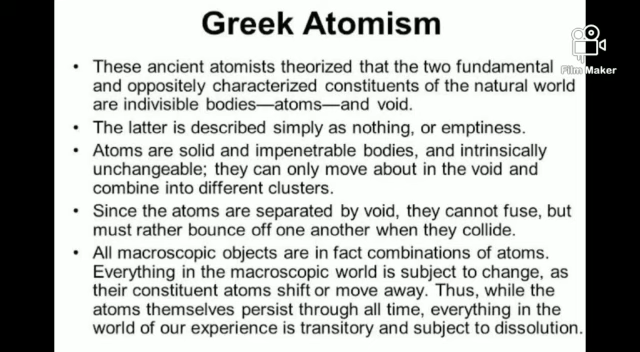 Greek Atomism
• These ancient atomists theorized that the two fundamental
and oppositely characterized constituents of the natural world
are indivisible bodies—atoms—and void.
• The latter is described simply as nothing, or emptiness.
• Atoms are solid and impenetrable bodies, and intrinsically
unchangeable; they can only move about in the void and
combine into different clusters.
• Since the atoms are separated by void, they cannot fuse, but
must rather bounce off one another when they collide.
• All macroscopic objects are in fact combinations of atoms.
Everything in the macroscopic world is subject to change, as
their constituent atoms shift or move away. Thus, while the
atoms themselves persist through all time, everything in the
world of our experience is transitory and subject to dissolution.
Film Maker